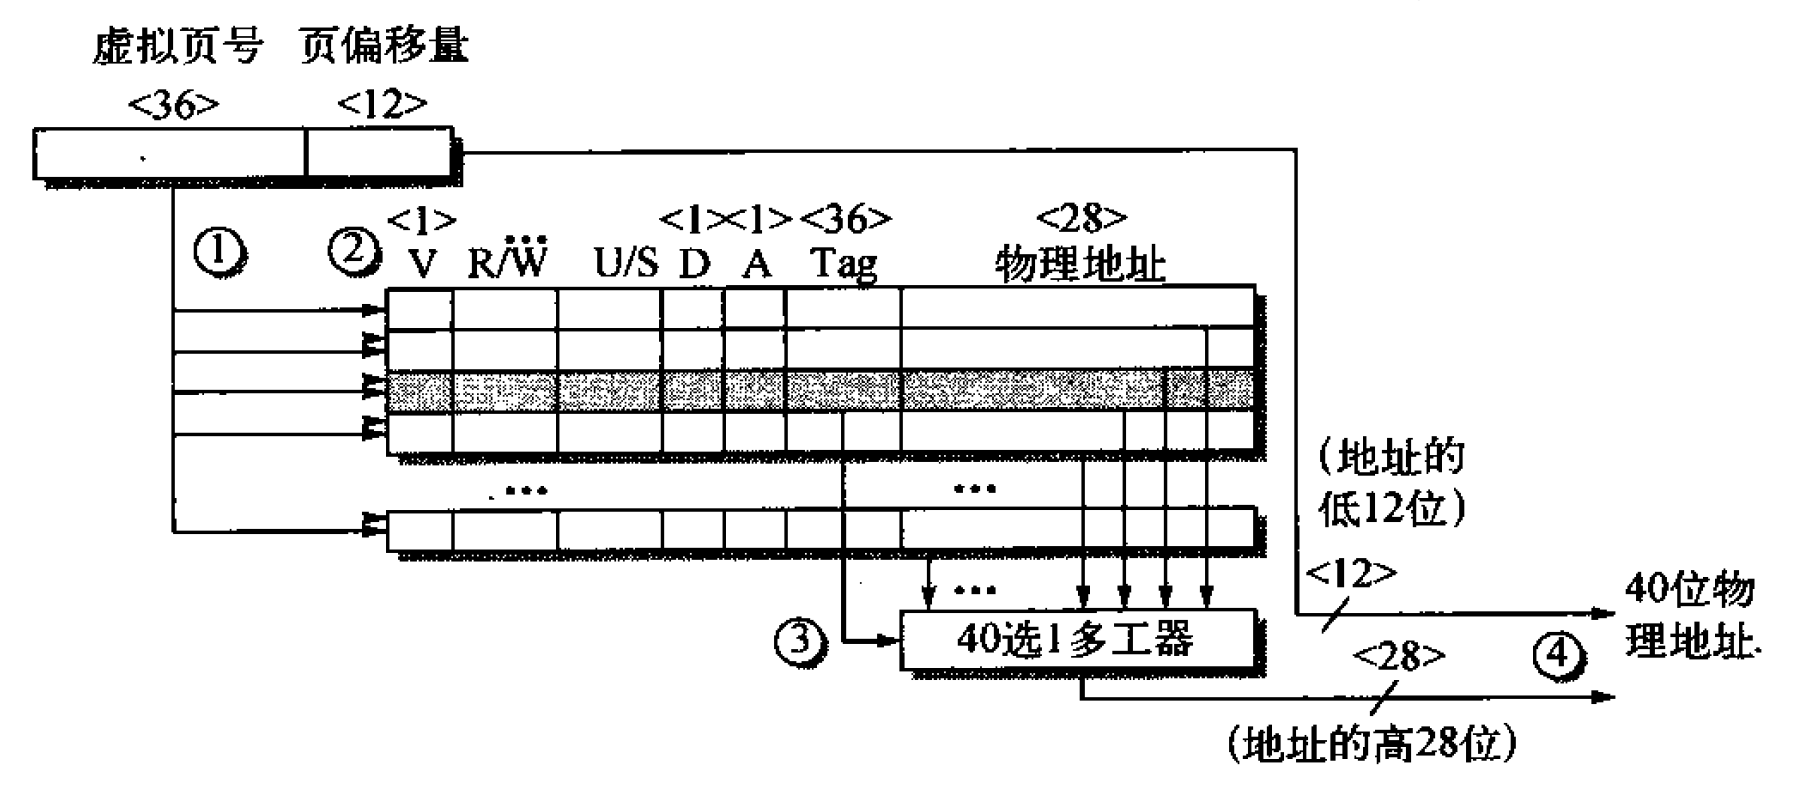 虚拟页号 页偏移量
<36> <12>
① ② <1> <1><1><36> <28>
V R/W U/S D A Tag 物理地址
•••
••• •••
(地址的
低12位)
•••
<12>
③ 40选1多工器
40位物
理地址
<28> ④
(地址的高28位)